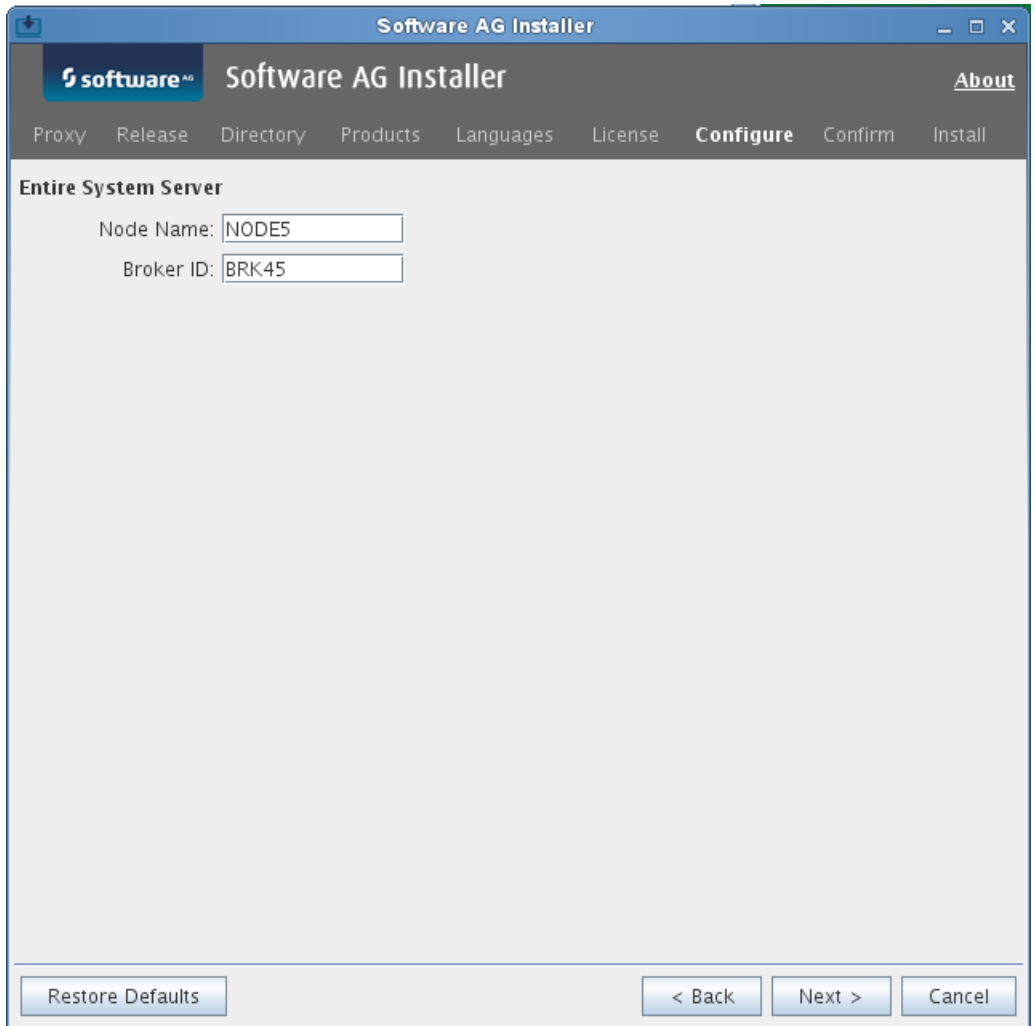 Software AG Installer
software AG Software AG Installer About
Proxy Release Directory Products Languages License Configure Confirm Install
Entire System Server
Node Name: NODE5
Broker ID: BRK45
Restore Defaults < Back Next > Cancel